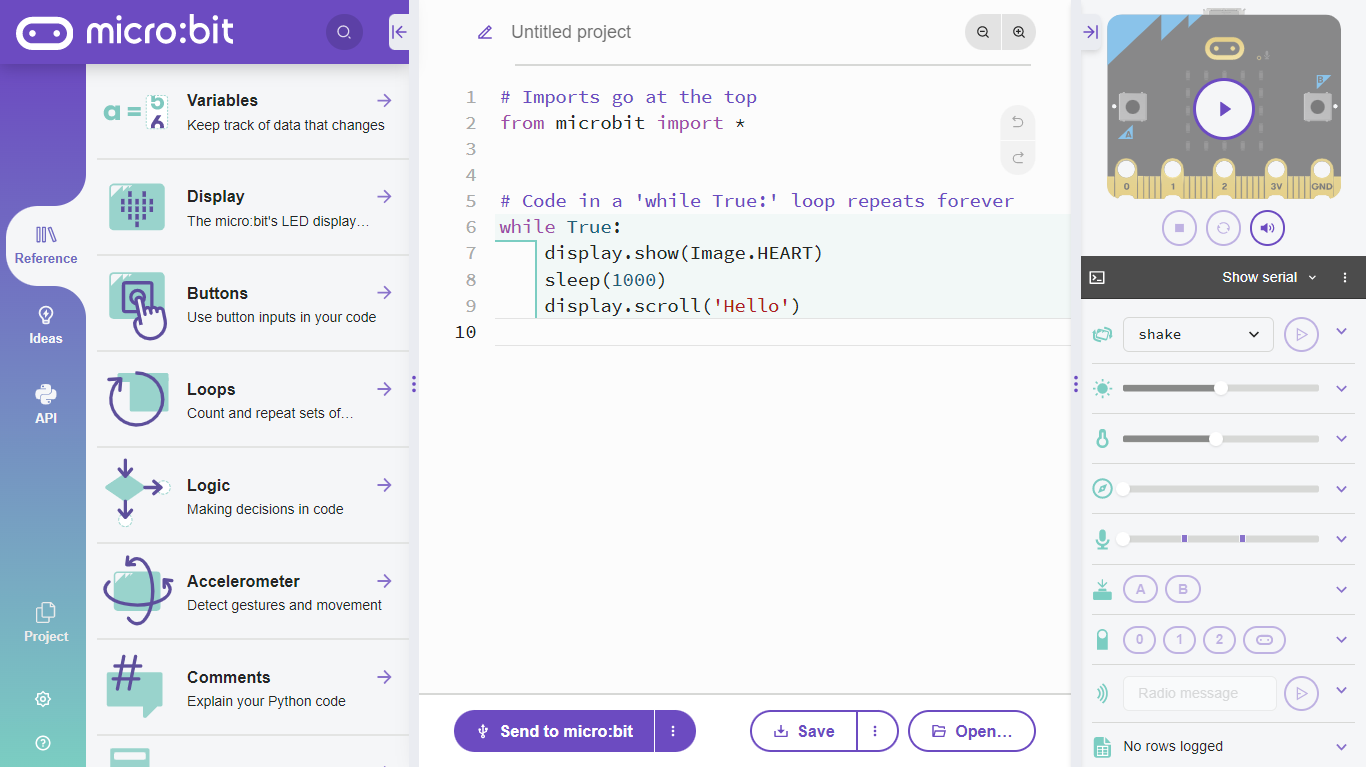 micro:bit
Reference
Ideas
API
Project
Variables
Keep track of data that changes
Display
The micro:bit's LED display…
Buttons
Use button inputs in your code
Loops
Count and repeat sets of…
Logic
Making decisions in code
Accelerometer
Detect gestures and movement
Comments
Explain your Python code
Untitled project
1 # Imports go at the top
2 from microbit import *
3
4
5 # Code in a 'while True:' loop repeats forever
6 while True:
7 display.show(Image.HEART)
8 sleep(1000)
9 display.scroll('Hello')
10
Send to micro:bit
Save
Open…
B
A
0 1 2 3V GND
Show serial
shake
A B
0 1 2
Radio message
No rows logged